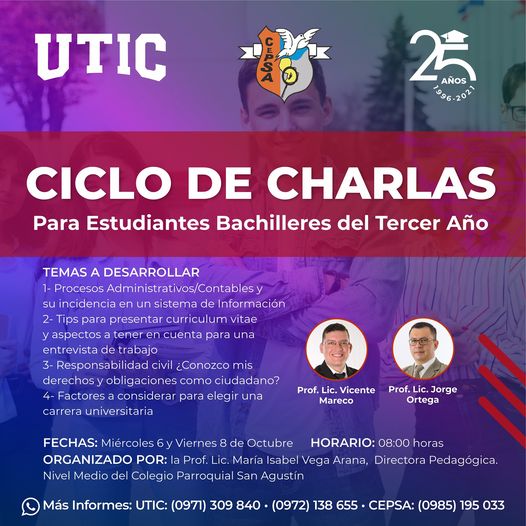 UTIC
CEPSA
25
AÑOS
1996-2021
CICLO DE CHARLAS
Para Estudiantes Bachilleres del Tercer Año
TEMAS A DESARROLLAR
1- Procesos Administrativos/Contables y
su incidencia en un sistema de Información
2- Tips para presentar curriculum vitae
y aspectos a tener en cuenta para una
entrevista de trabajo
3- Responsabilidad civil ¿Conozco mis
derechos y obligaciones como ciudadano?
4- Factores a considerar para elegir una
carrera universitaria
Prof. Lic. Vicente
Mareco
Prof. Lic. Jorge
Ortega
FECHAS: Miércoles 6 y Viernes 8 de Octubre HORARIO: 08:00 horas
ORGANIZADO POR: la Prof. Lic. María Isabel Vega Arana, Directora Pedagógica.
Nivel Medio del Colegio Parroquial San Agustín
Más Informes: UTIC: (0971) 309 840 • (0972) 138 655 • CEPSA: (0985) 195 033